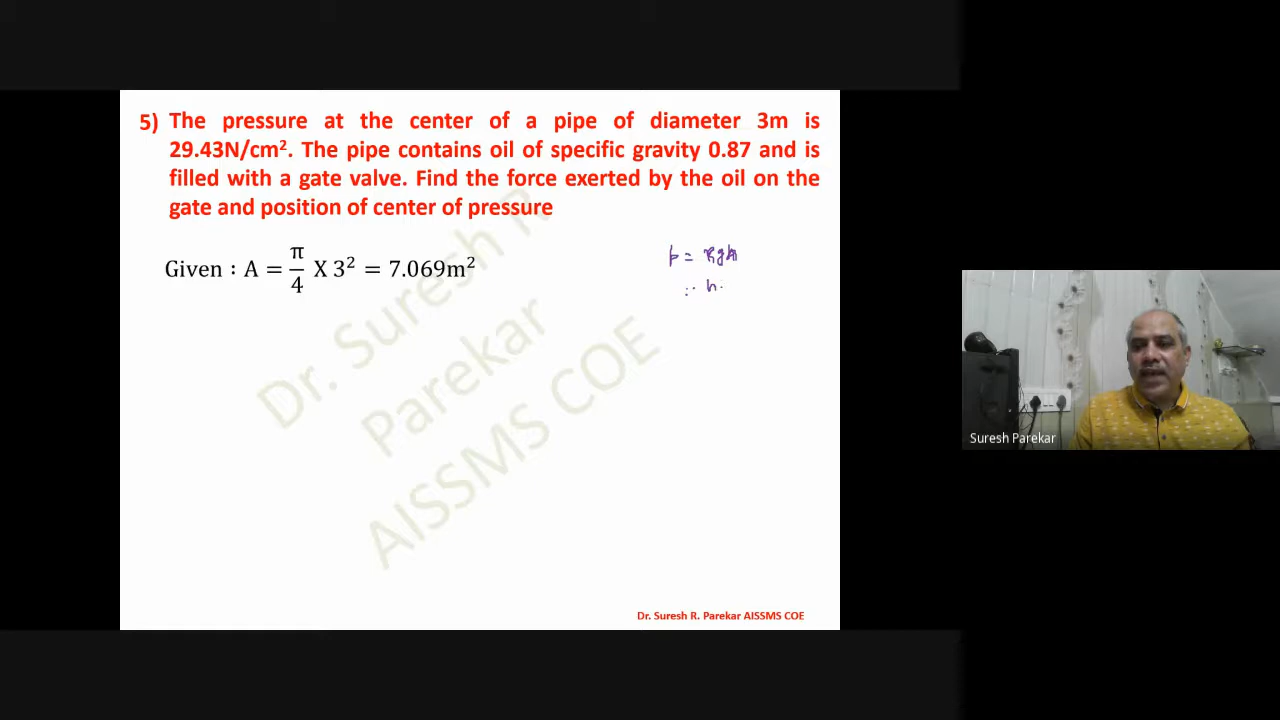 5) The pressure at the center of a pipe of diameter 3m is
29.43N/cm². The pipe contains oil of specific gravity 0.87 and is
filled with a gate valve. Find the force exerted by the oil on the
gate and position of center of pressure
Given : A = π/4 X 3² = 7.069m²
∴ h
Dr. Suresh R
Parekar
AISSMS COE
Dr. Suresh R. Parekar AISSMS COE
Suresh Parekar